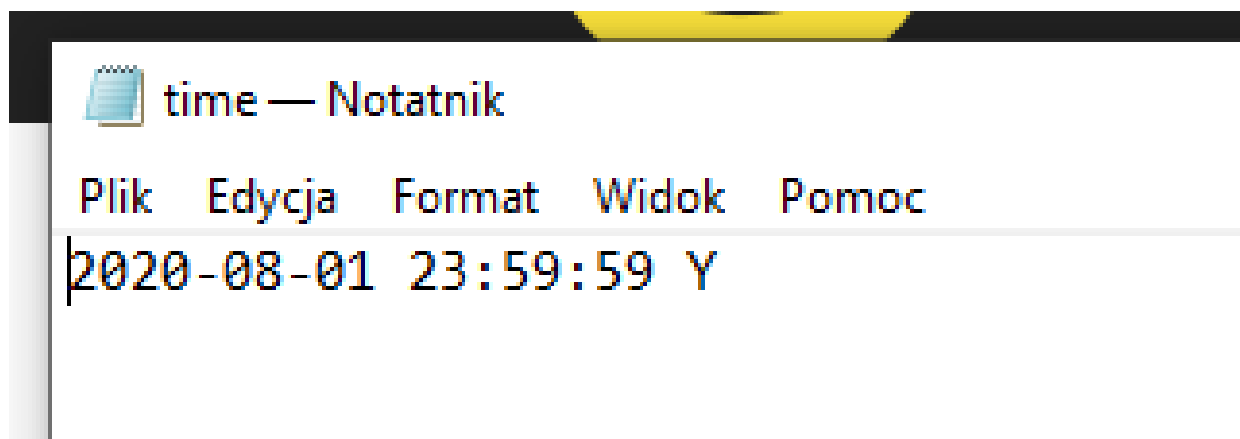 time — Notatnik
Plik Edycja Format Widok Pomoc
2020-08-01 23:59:59 Y